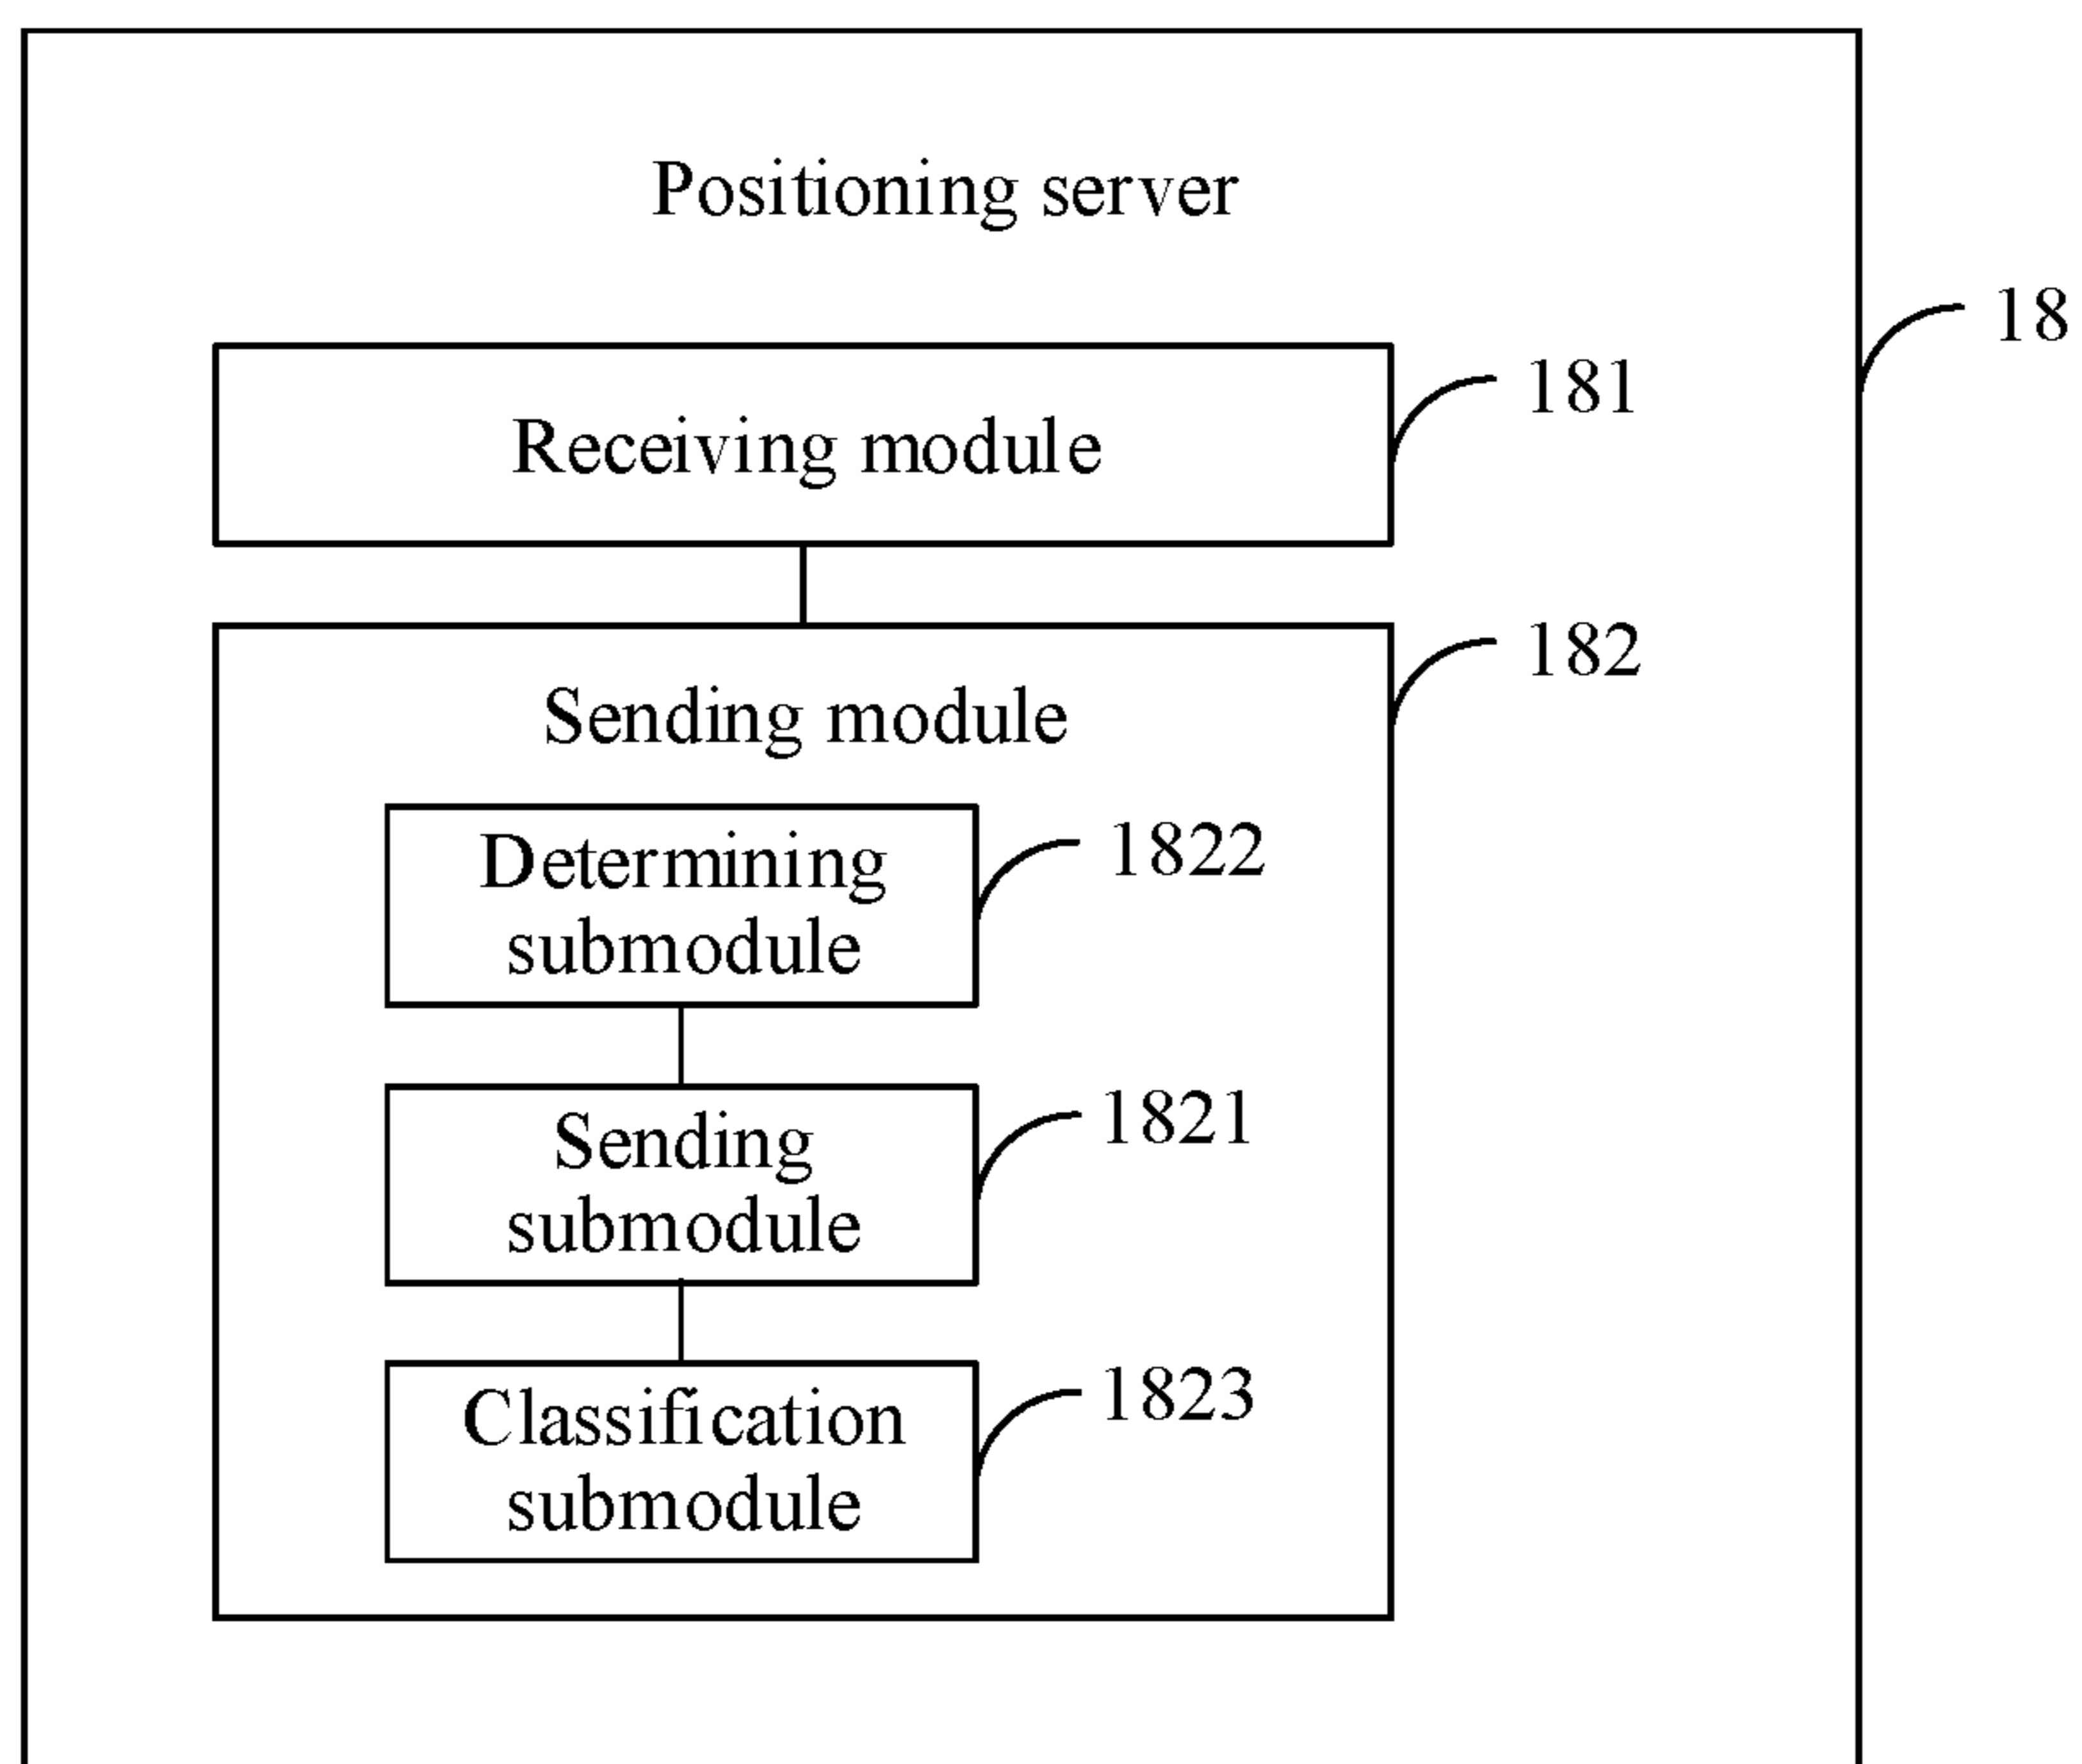 Positioning server
18
Receiving module
181
Sending module
182
Determining
submodule
1822
Sending
submodule
1821
Classification
submodule
1823